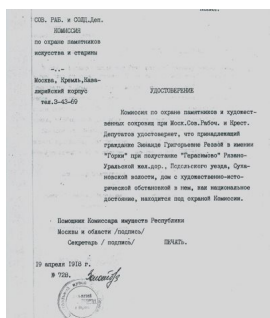 СОВ. РАБ. и СОЛД.Деп.
КОМИССИЯ
по охране памятников
искусства и старины
-.,-
Москва, Кремль,Кава-
лерийский корпус
тел.3-43-69
УДОСТОВЕРЕНИЕ
Комиссия по охране памятников и художест-
венных сокровищ при Моск.Сов.Рабоч. и Крест.
Депутатов удостоверяет, что принадлежащий
гражданке Зинаиде Григорьевне Резвой в имении
"Горки" при полустанке "Герасимово" Рязано-
Уральской жел.дор., Подольского уезда, Суха-
новской волости, дом с художественно-исто-
рической обстановкой в нем, как национальное
достояние, находится под охраной Комиссии.
Помощник Комиссара имуществ Республики
Москвы и области /подпись/
Секретарь / подпись/ ПЕЧАТЬ.
19 апреля 1918 г.
№ 728.